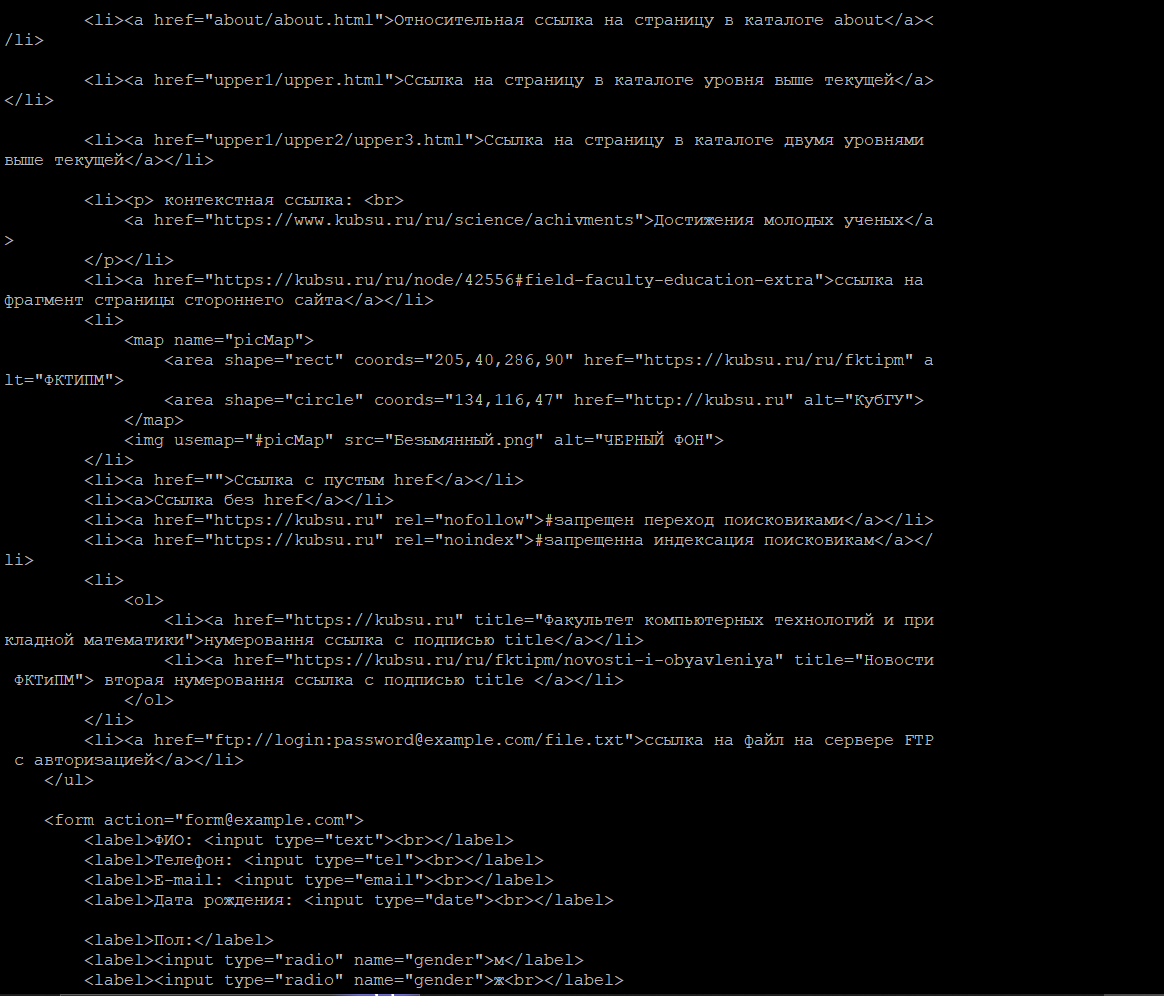 <li><a href="about/about.html">Относительная ссылка на страницу в каталоге about</a><
/li>
<li><a href="upper1/upper.html">Ссылка на страницу в каталоге уровня выше текущей</a>
</li>
<li><a href="upper1/upper2/upper3.html">Ссылка на страницу в каталоге двумя уровнями
выше текущей</a></li>
<li><p> контекстная ссылка: <br>
<a href="https://www.kubsu.ru/ru/science/achivments">Достижения молодых ученых</a
>
</p></li>
<li><a href="https://kubsu.ru/ru/node/42556#field-faculty-education-extra">ссылка на
фрагмент страницы стороннего сайта</a></li>
<li>
<map name="picMap">
<area shape="rect" coords="205,40,286,90" href="https://kubsu.ru/ru/fktipm" a
lt="ФКТИПМ">
<area shape="circle" coords="134,116,47" href="http://kubsu.ru" alt="КубГУ">
</map>
<img usemap="#picMap" src="Безымянный.png" alt="ЧЕРНЫЙ ФОН">
</li>
<li><a href="">Ссылка с пустым href</a></li>
<li><a>Ссылка без href</a></li>
<li><a href="https://kubsu.ru" rel="nofollow">#запрещен переход поисковиками</a></li>
<li><a href="https://kubsu.ru" rel="noindex">#запрещенна индексация поисковикам</a></
li>
<li>
<ol>
<li><a href="https://kubsu.ru" title="Факультет компьютерных технологий и при
кладной математики">нумерования ссылка с подписью title</a></li>
<li><a href="https://kubsu.ru/ru/fktipm/novosti-i-obyavleniya" title="Новости
ФКТиПМ"> вторая нумерования ссылка с подписью title </a></li>
</ol>
</li>
<li><a href="ftp://login:password@example.com/file.txt">ссылка на файл на сервере FTP
с авторизацией</a></li>
</ul>
<form action="form@example.com">
<label>ФИО: <input type="text"><br></label>
<label>Телефон: <input type="tel"><br></label>
<label>E-mail: <input type="email"><br></label>
<label>Дата рождения: <input type="date"><br></label>
<label>Пол:</label>
<label><input type="radio" name="gender">м</label>
<label><input type="radio" name="gender">ж<br></label>